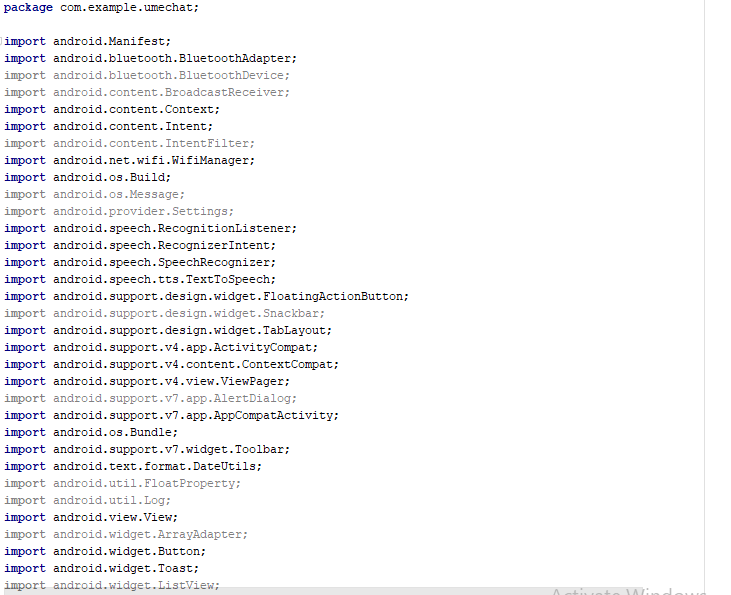 package com.example.umechat;
import android.Manifest;
import android.bluetooth.BluetoothAdapter;
import android.bluetooth.BluetoothDevice;
import android.content.BroadcastReceiver;
import android.content.Context;
import android.content.Intent;
import android.content.IntentFilter;
import android.net.wifi.WifiManager;
import android.os.Build;
import android.os.Message;
import android.provider.Settings;
import android.speech.RecognitionListener;
import android.speech.RecognizerIntent;
import android.speech.SpeechRecognizer;
import android.speech.tts.TextToSpeech;
import android.support.design.widget.FloatingActionButton;
import android.support.design.widget.Snackbar;
import android.support.design.widget.TabLayout;
import android.support.v4.app.ActivityCompat;
import android.support.v4.content.ContextCompat;
import android.support.v4.view.ViewPager;
import android.support.v7.app.AlertDialog;
import android.support.v7.app.AppCompatActivity;
import android.os.Bundle;
import android.support.v7.widget.Toolbar;
import android.text.format.DateUtils;
import android.util.FloatProperty;
import android.util.Log;
import android.view.View;
import android.widget.ArrayAdapter;
import android.widget.Button;
import android.widget.Toast;
import android.widget.ListView;
Activate Windows